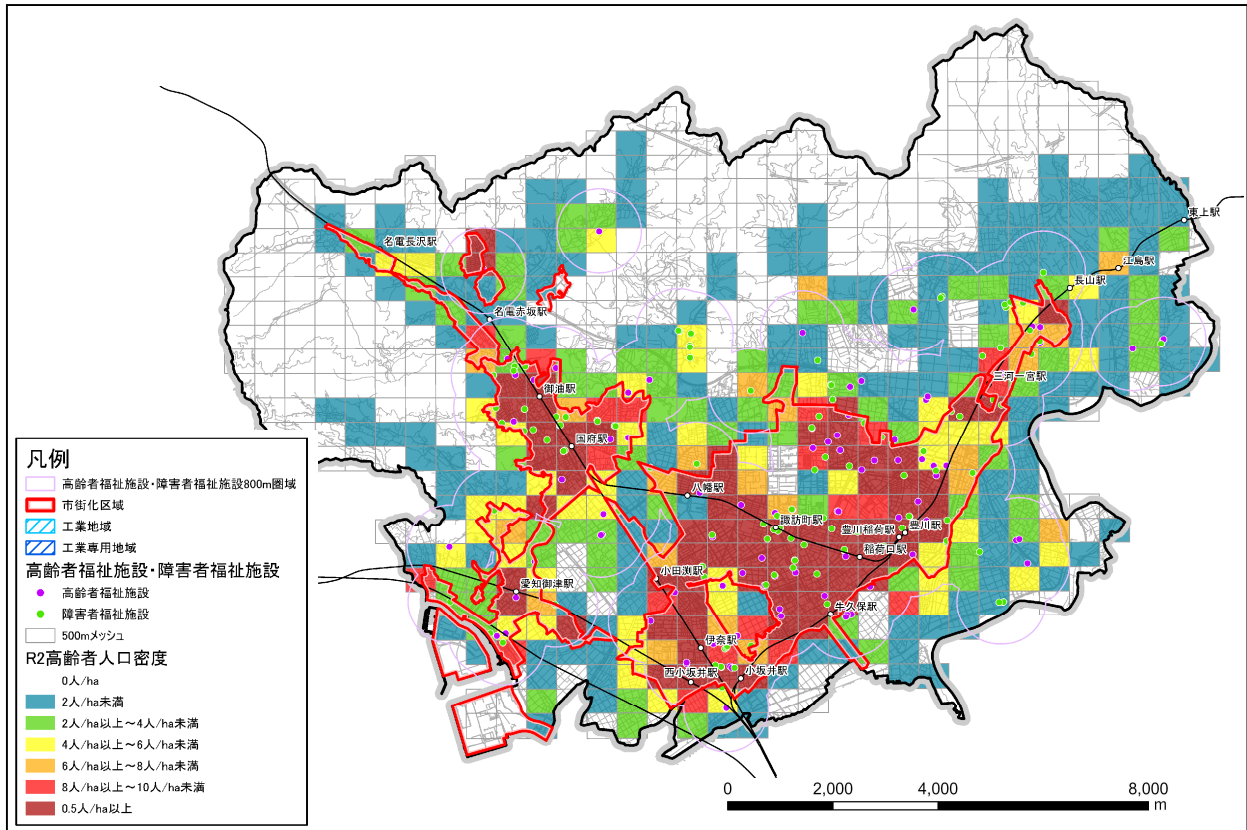 東上駅
江島駅
名電長沢駅
長山駅
名電赤坂駅
三河一宮駅
御油駅
国府駅
八幡駅
諏訪町駅
豊川稲荷駅
豊川駅
稲荷口駅
小田渕駅
愛知御津駅
牛久保駅
伊奈駅
西小坂井駅
小坂井駅
凡例
高齢者福祉施設・障害者福祉施設800m圏域
市街化区域
工業地域
工業専用地域
高齢者福祉施設・障害者福祉施設
高齢者福祉施設
障害者福祉施設
500mメッシュ
R2高齢者人口密度
0人/ha
2人/ha未満
2人/ha以上～4人/ha未満
4人/ha以上～6人/ha未満
6人/ha以上～8人/ha未満
8人/ha以上～10人/ha未満
0.5人/ha以上
0 2,000 4,000 8,000
m